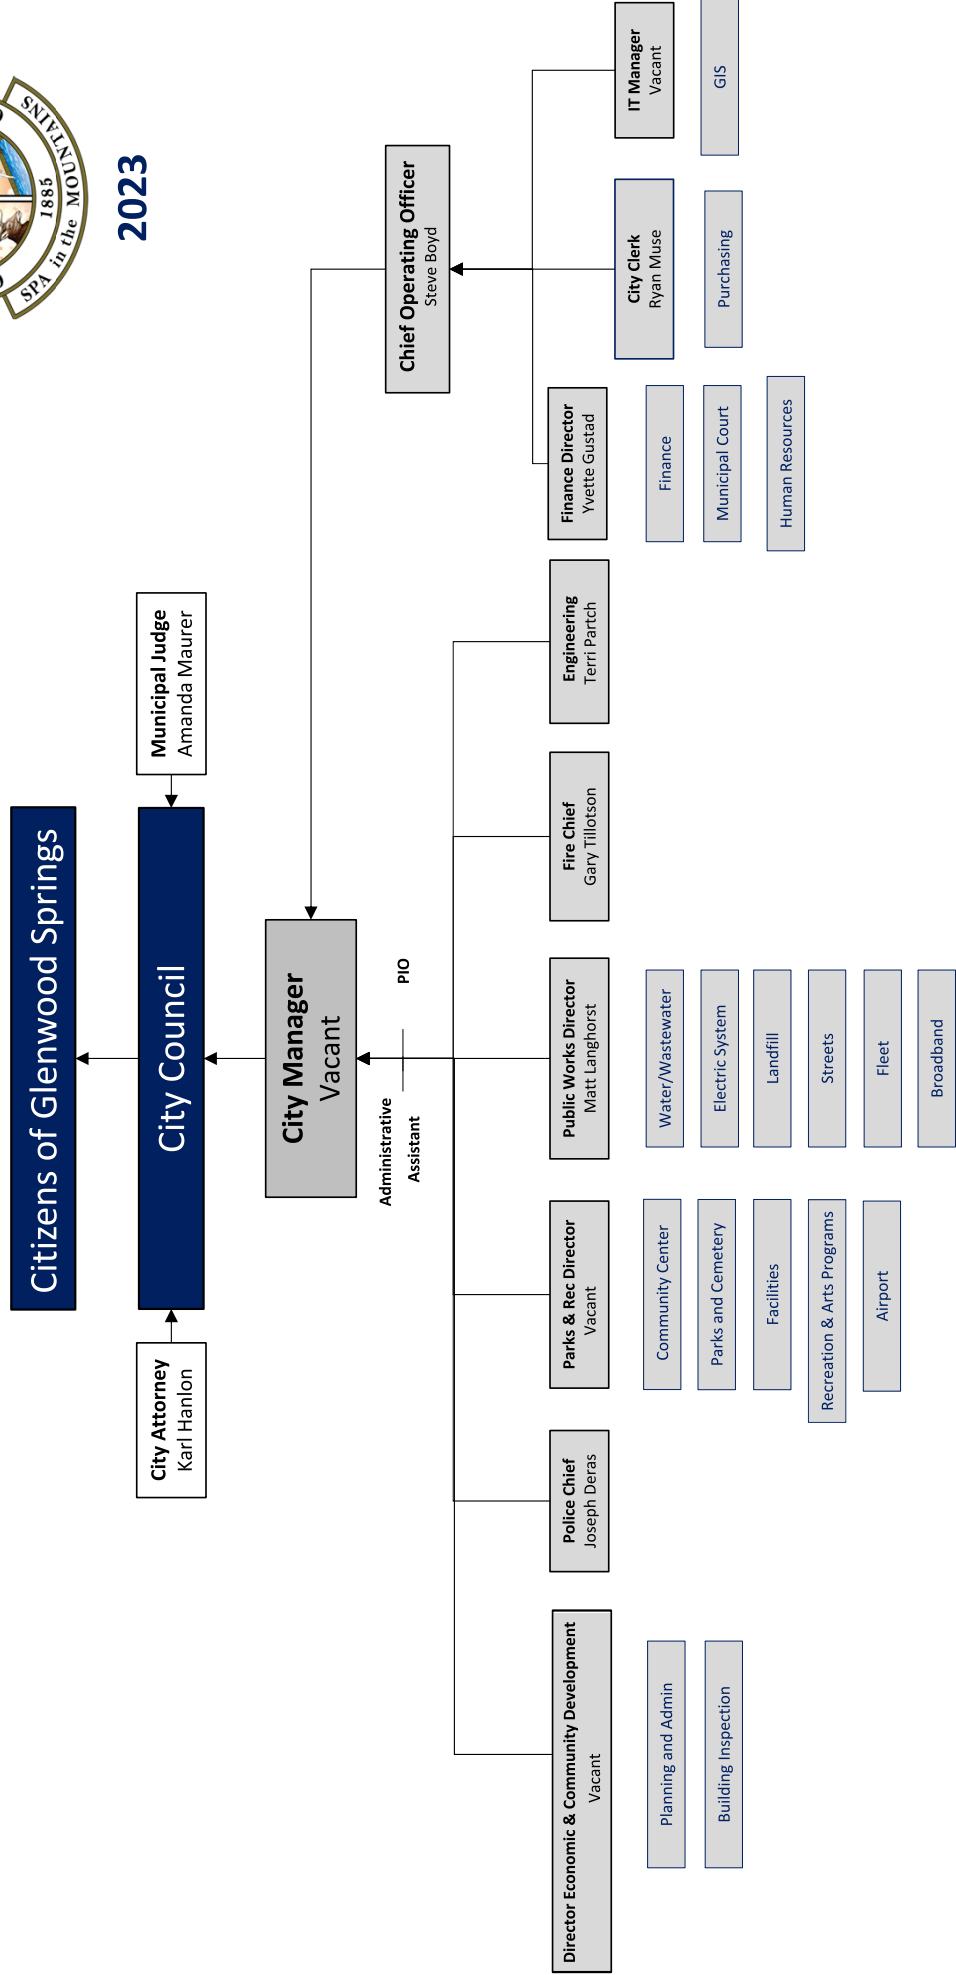 SPA in the MOUNTAINS
1885
2023
Citizens of Glenwood Springs
City Council
City Attorney
Karl Hanlon
Municipal Judge
Amanda Maurer
City Manager
Vacant
Administrative
Assistant
PIO
Chief Operating Officer
Steve Boyd
Director Economic & Community Development
Vacant
Planning and Admin
Building Inspection
Police Chief
Joseph Deras
Parks & Rec Director
Vacant
Community Center
Parks and Cemetery
Facilities
Recreation & Arts Programs
Airport
Public Works Director
Matt Langhorst
Water/Wastewater
Electric System
Landfill
Streets
Fleet
Broadband
Fire Chief
Gary Tillotson
Engineering
Terri Partch
Finance Director
Yvette Gustad
Finance
Municipal Court
Human Resources
City Clerk
Ryan Muse
Purchasing
IT Manager
Vacant
GIS